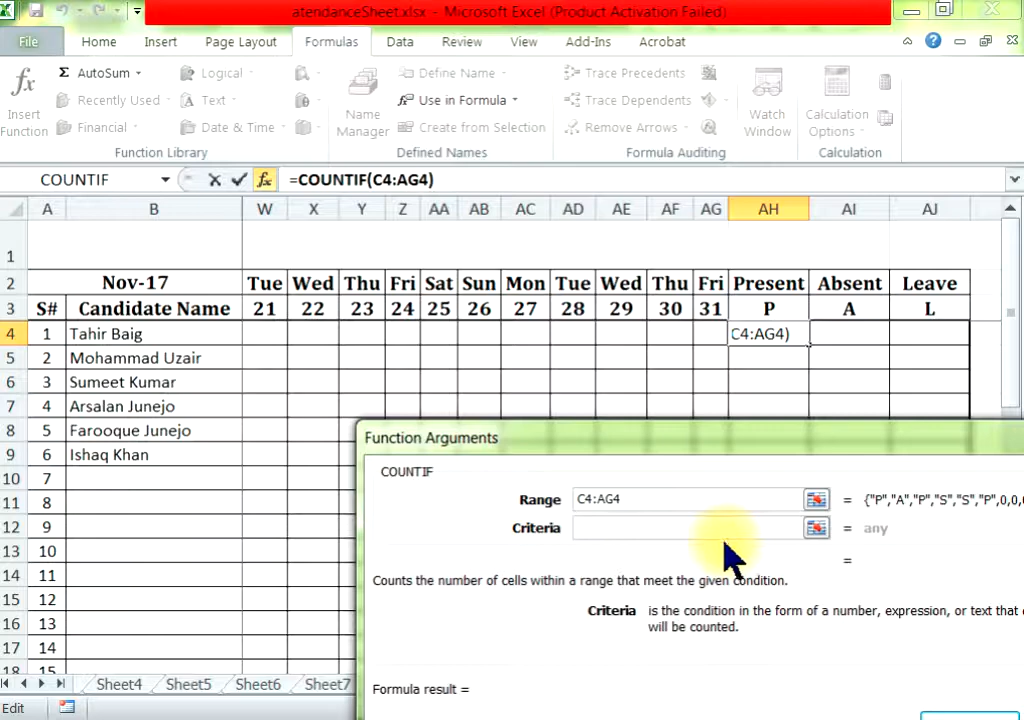 atendanceSheet.xlsx - Microsoft Excel (Product Activation Failed)
File Home Insert Page Layout Formulas Data Review View Add-Ins Acrobat
fx Insert Function
Σ AutoSum
Recently Used
Financial
Logical
Text
Date & Time
Function Library
Name Manager
Define Name
Use in Formula
Create from Selection
Defined Names
Trace Precedents
Trace Dependents
Remove Arrows
Formula Auditing
Watch Window
Calculation Options
Calculation
COUNTIF fx =COUNTIF(C4:AG4)
A B W X Y Z AA AB AC AD AE AF AG AH AI AJ
1
2 Nov-17 Tue Wed Thu Fri Sat Sun Mon Tue Wed Thu Fri Present Absent Leave
3 S# Candidate Name 21 22 23 24 25 26 27 28 29 30 31 P A L
4 1 Tahir Baig C4:AG4)
5 2 Mohammad Uzair
6 3 Sumeet Kumar
7 4 Arsalan Junejo
8 5 Farooque Junejo
9 6 Ishaq Khan
10 7
11 8
12 9
13 10
14 11
15 12
16 13
17 14
18 15
Function Arguments
COUNTIF
Range C4:AG4 = {"P","A","P","S","S","P",0,0,
Criteria = any
=
Counts the number of cells within a range that meet the given condition.
Criteria is the condition in the form of a number, expression, or text that
will be counted.
Formula result =
Sheet4 Sheet5 Sheet6 Sheet7
Edit